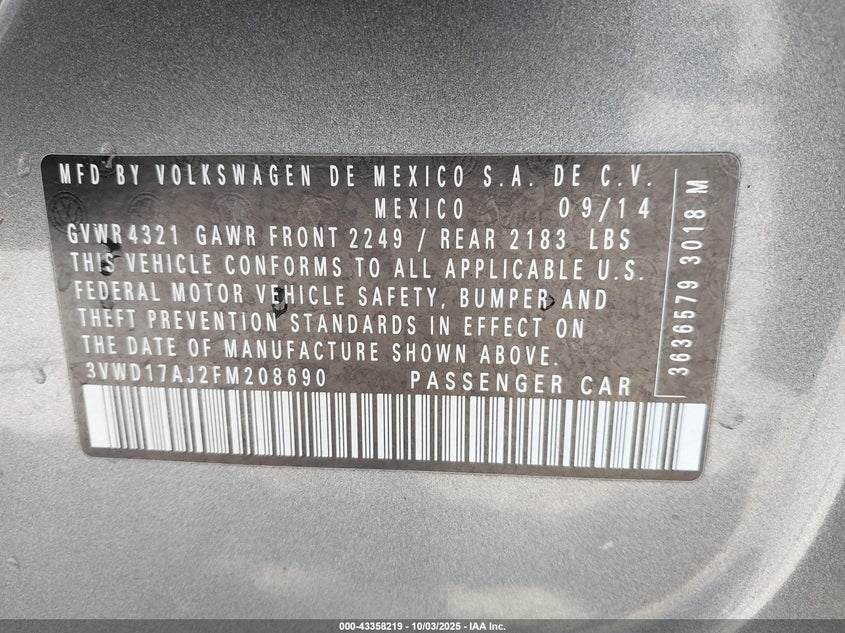 MFD BY VOLKSWAGEN DE MEXICO S.A. DE C.V.
MEXICO 09/14
GVWR 4321 GAWR FRONT 2249 / REAR 2183 LBS
THIS VEHICLE CONFORMS TO ALL APPLICABLE U.S.
FEDERAL MOTOR VEHICLE SAFETY, BUMPER AND
THEFT PREVENTION STANDARDS IN EFFECT ON
THE DATE OF MANUFACTURE SHOWN ABOVE.
3VWD17AJ2FM208690 PASSENGER CAR
3636579 3018 M
000-43358219 - 10/03/2025 - IAA Inc.